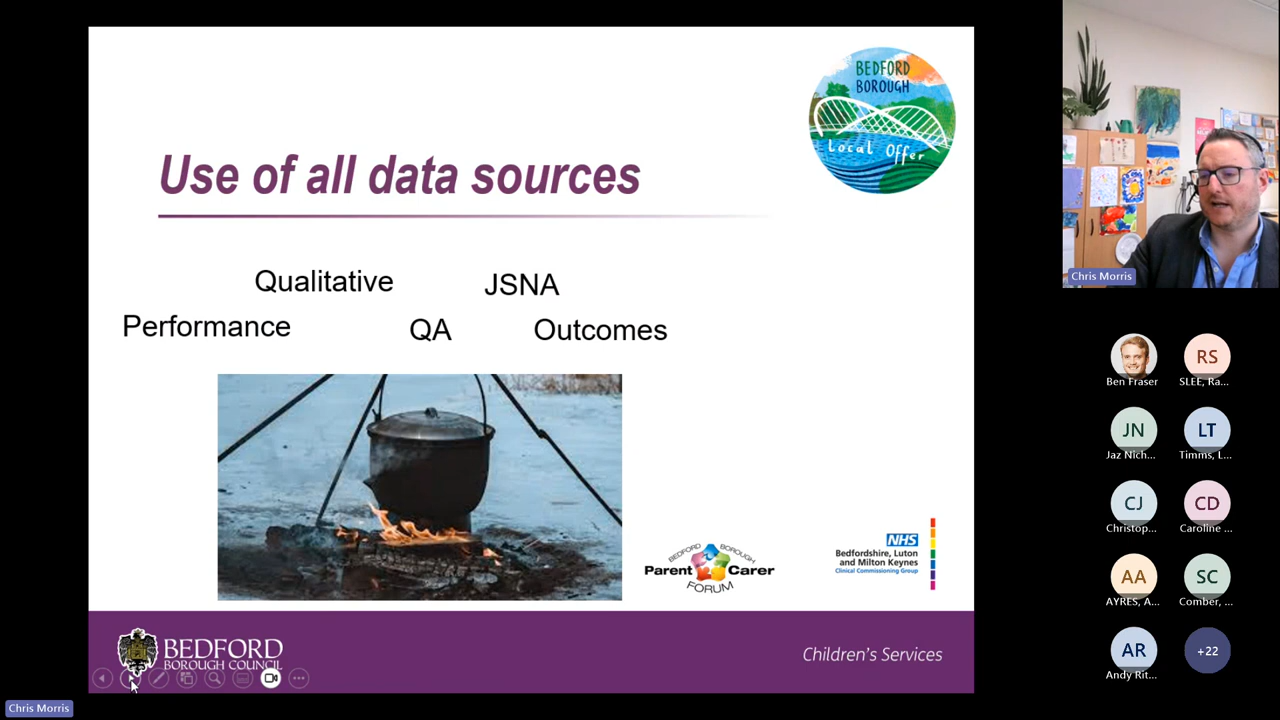 BEDFORD
BOROUGH
Local Offer
Use of all data sources
Qualitative
JSNA
Performance
QA
Outcomes
BEDFORD BOROUGH
Parent Carer
FORUM
NHS
Bedfordshire, Luton
and Milton Keynes
Clinical Commissioning Group
BEDFORD
BOROUGH COUNCIL
Children's Services
Chris Morris
Chris Morris
Ben Fraser
RS
SLEE, Ra...
JN
Jaz Nich...
LT
Timms, L...
CJ
Christop...
CD
Caroline ...
AA
AYRES, A...
SC
Comber, ...
AR
Andy Rit...
+22